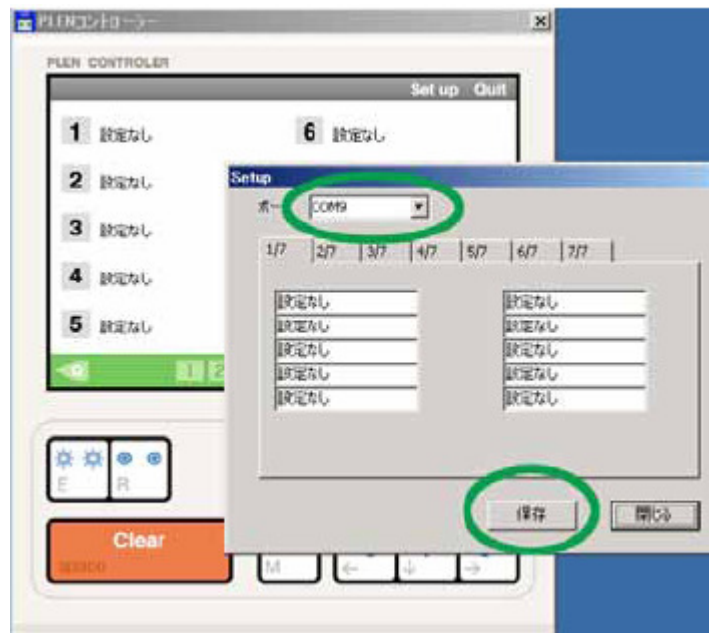 PLENコントローラー
PLEN CONTROLER
Set up Quit
1 設定なし
6 設定なし
2 設定なし
3 設定なし
4 設定なし
5 設定なし
1 2
Setup
COM9
1/7 2/7 3/7 4/7 5/7 6/7 7/7
設定なし 設定なし
設定なし 設定なし
設定なし 設定なし
設定なし 設定なし
設定なし 設定なし
保存 閉じる
E R
Clear
M ← ↓ →